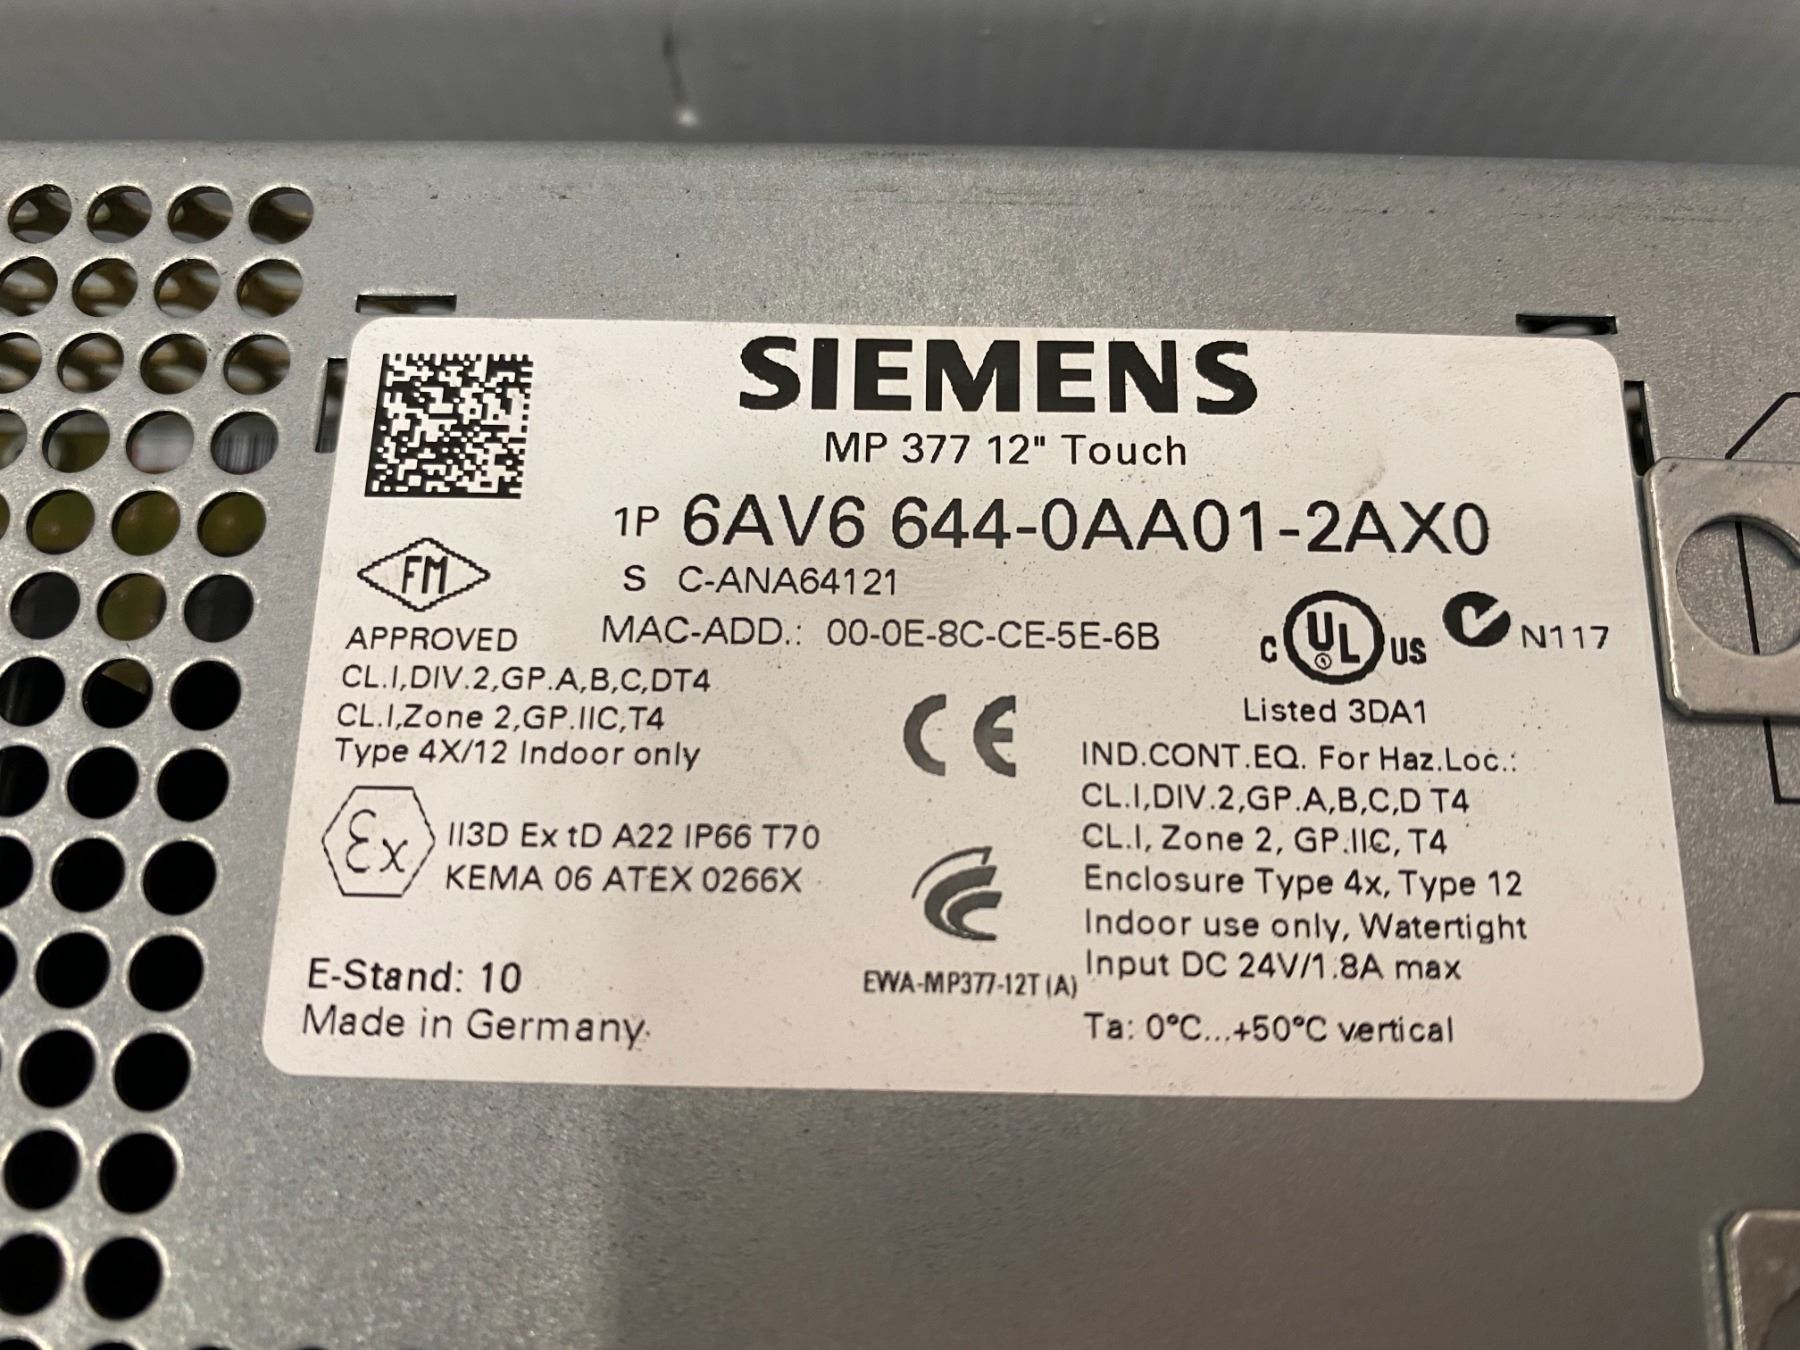 SIEMENS
MP 377 12" Touch
1P 6AV6 644-0AA01-2AX0
S C-ANA64121
MAC-ADD.: 00-0E-8C-CE-5E-6B
FM
APPROVED
CL.I,DIV.2,GP.A,B,C,DT4
CL.I,Zone 2,GP.IIC,T4
Type 4X/12 Indoor only
Ex II3D Ex tD A22 IP66 T70
KEMA 06 ATEX 0266X
E-Stand: 10
Made in Germany
CE
EWA-MP377-12T(A)
C UL US N117
Listed 3DA1
IND.CONT.EQ. For Haz.Loc.:
CL.I,DIV.2,GP.A,B,C,D T4
CL.I, Zone 2, GP.IIC, T4
Enclosure Type 4x, Type 12
Indoor use only, Watertight
Input DC 24V/1.8A max
Ta: 0°C...+50°C vertical